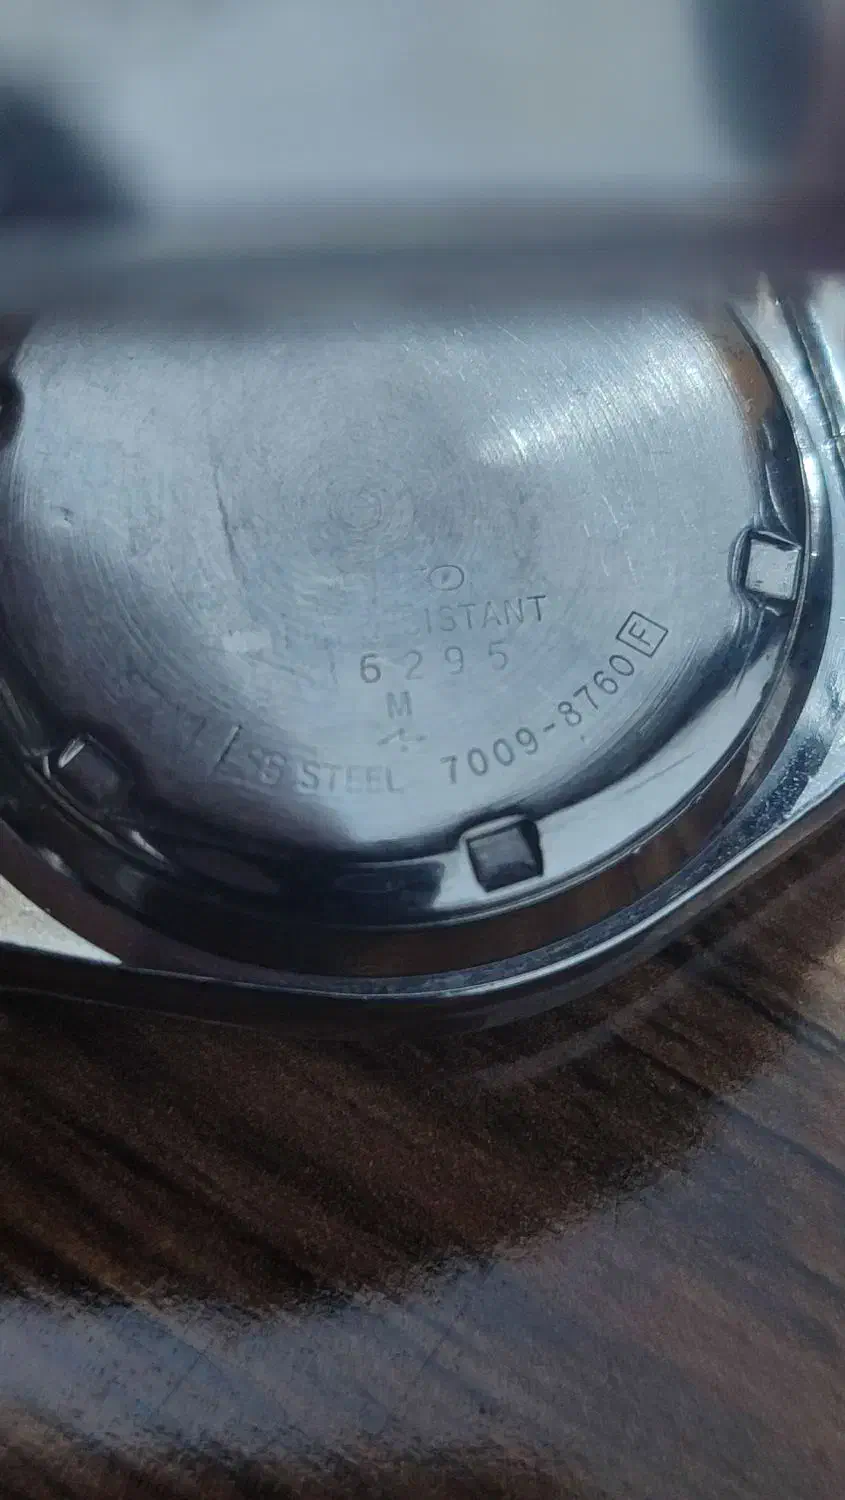 ISTANT
6295
M
STEEL 7009-8760 F